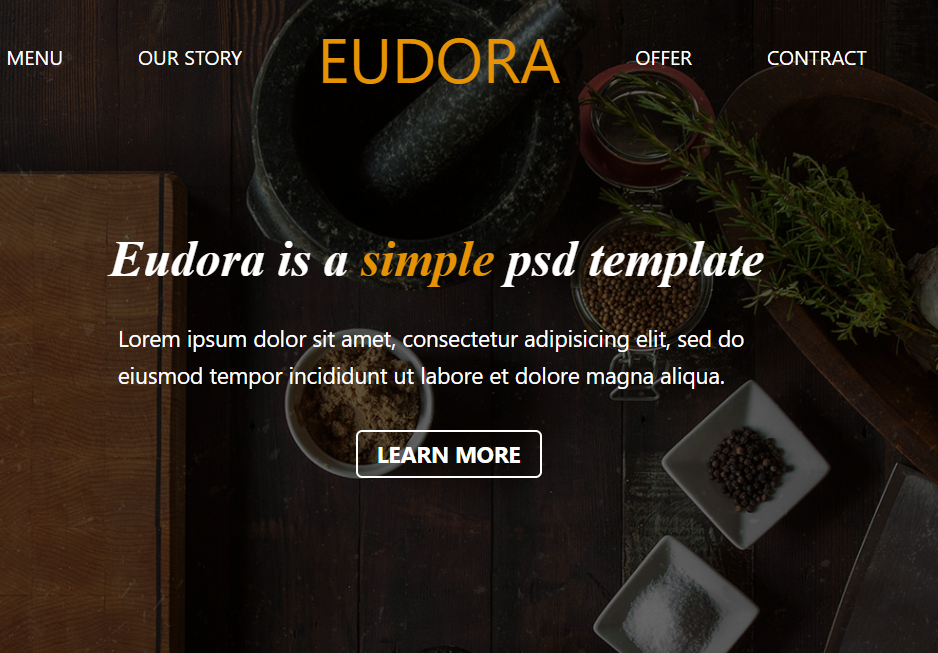 MENU OUR STORY EUDORA OFFER CONTRACT
Eudora is a simple psd template
Lorem ipsum dolor sit amet, consectetur adipisicing elit, sed do
eiusmod tempor incididunt ut labore et dolore magna aliqua.
LEARN MORE